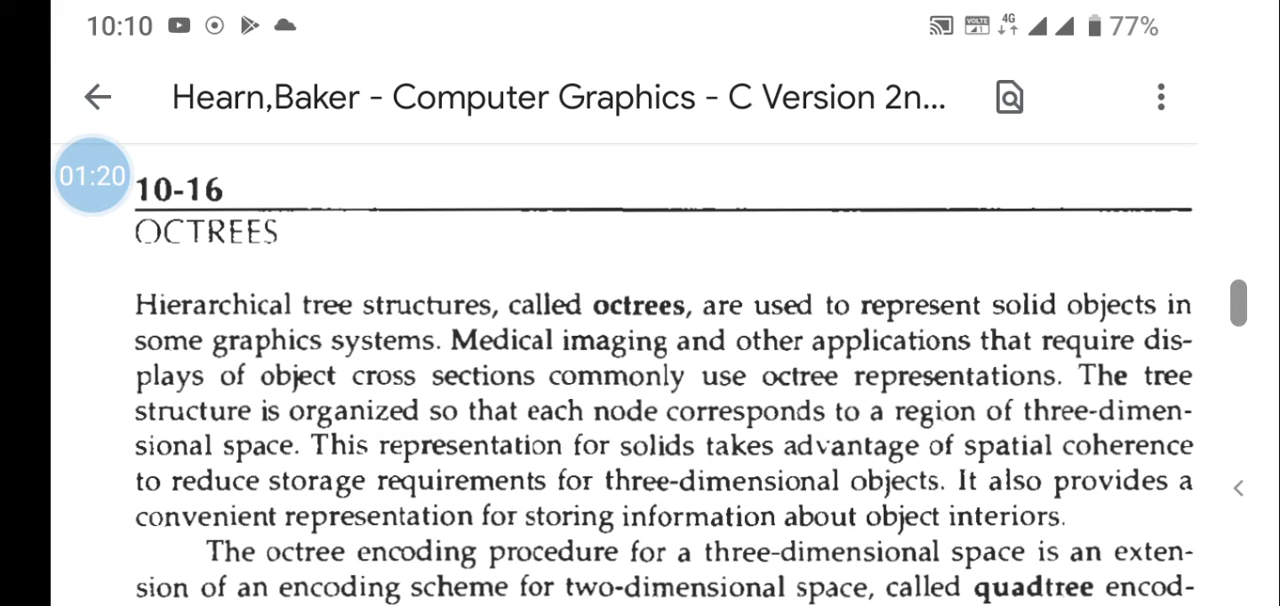 10:10
VOLTE
4G
77%
Hearn,Baker - Computer Graphics - C Version 2n...
01:20
10-16
OCTREES
Hierarchical tree structures, called octrees, are used to represent solid objects in
some graphics systems. Medical imaging and other applications that require dis-
plays of object cross sections commonly use octree representations. The tree
structure is organized so that each node corresponds to a region of three-dimen-
sional space. This representation for solids takes advantage of spatial coherence
to reduce storage requirements for three-dimensional objects. It also provides a
convenient representation for storing information about object interiors.
The octree encoding procedure for a three-dimensional space is an exten-
sion of an encoding scheme for two-dimensional space, called quadtree encod-